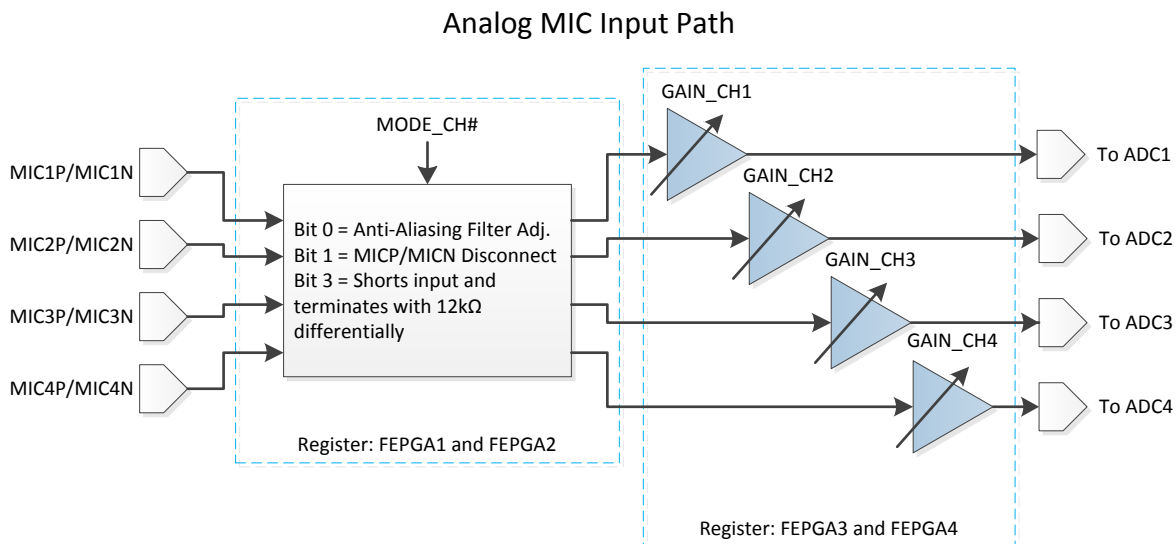 Analog MIC Input Path
MODE_CH#
MIC1P/MIC1N
MIC2P/MIC2N
MIC3P/MIC3N
MIC4P/MIC4N
Bit 0 = Anti-Aliasing Filter Adj.
Bit 1 = MICP/MICN Disconnect
Bit 3 = Shorts input and
terminates with 12kΩ
differentially
Register: FEPGA1 and FEPGA2
GAIN_CH1
GAIN_CH2
GAIN_CH3
GAIN_CH4
Register: FEPGA3 and FEPGA4
To ADC1
To ADC2
To ADC3
To ADC4